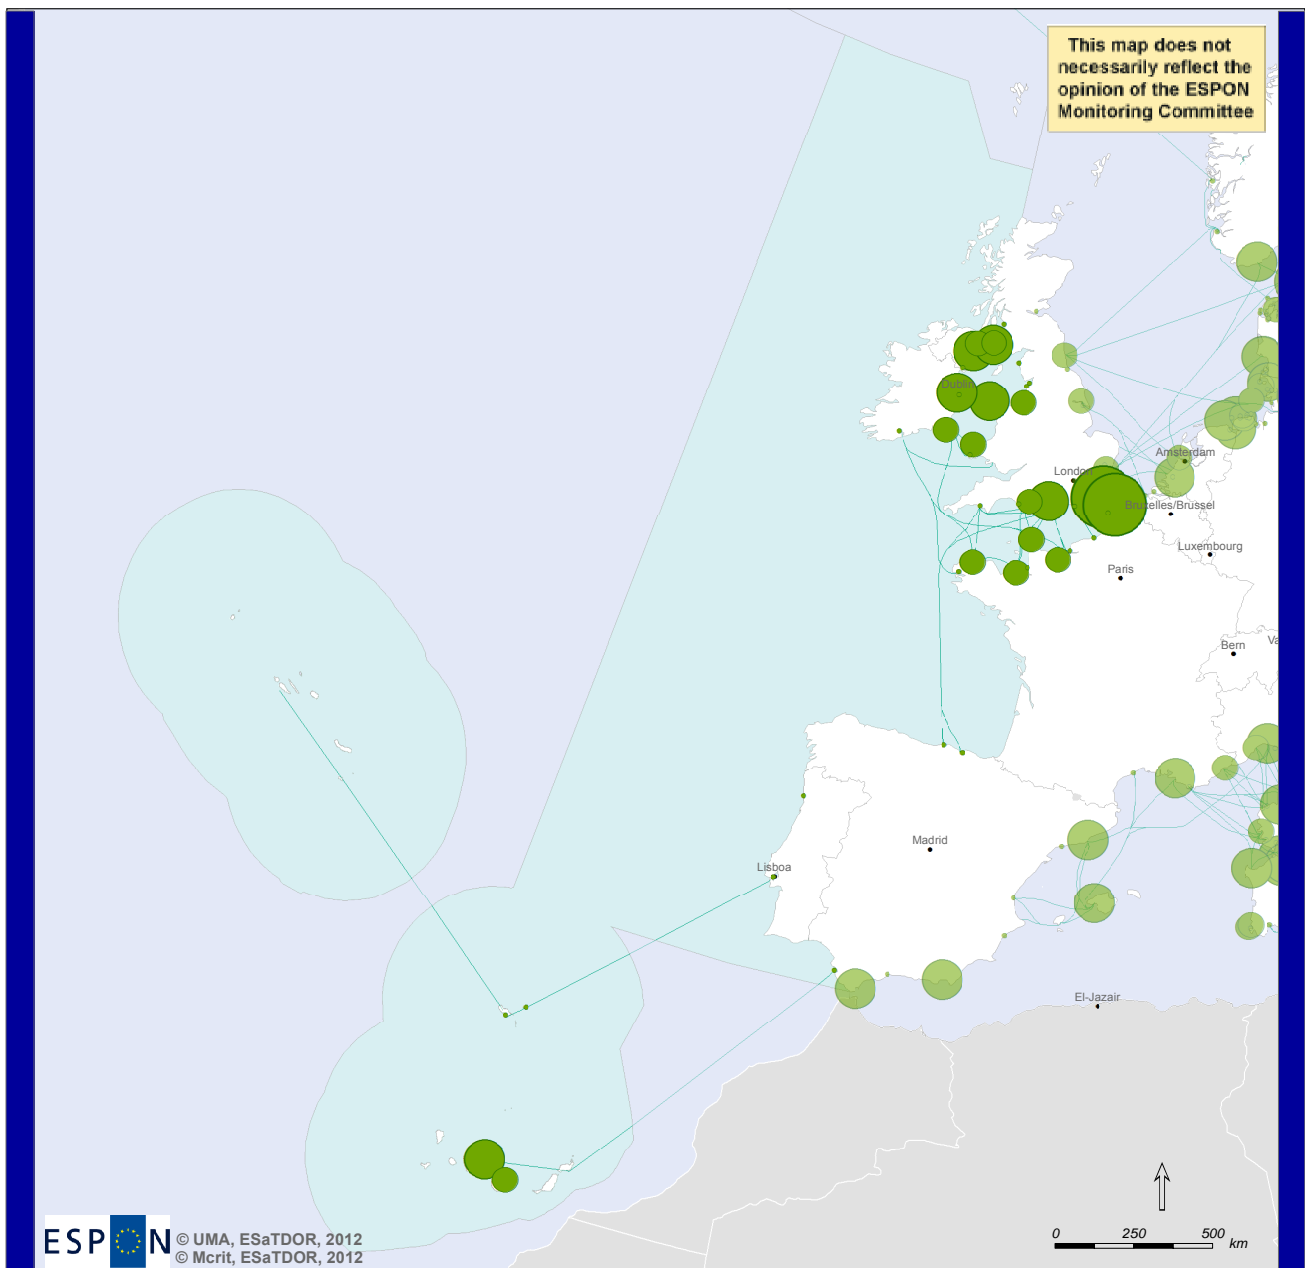 This map does not
necessarily reflect the
opinion of the ESPON
Monitoring Committee
Dublin
Amsterdam
London
Bruxelles/Brussel
Luxembourg
Paris
Bern
Va
Madrid
Lisboa
El-Jazair
0 250 500
km
ESPON
© UMA, ESaTDOR, 2012
© Mcrit, ESaTDOR, 2012